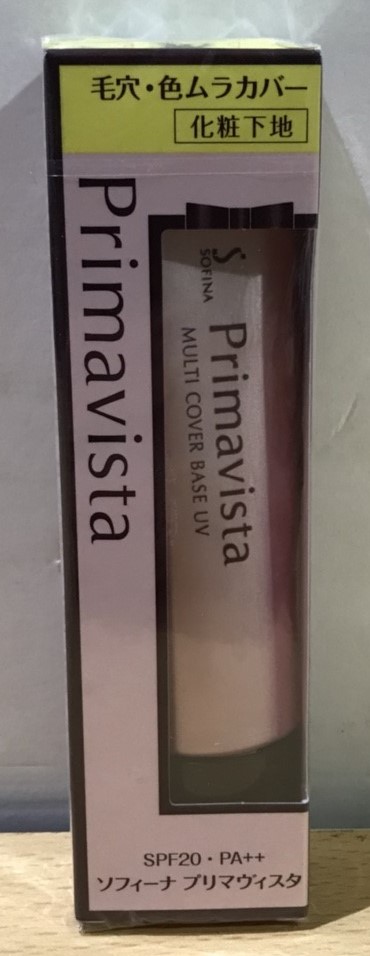 毛穴・色ムラカバー
化粧下地
Primavista
S
SOFINA
Primavista
MULTI COVER BASE UV
SPF20・PA++
ソフィーナ プリマヴィスタ